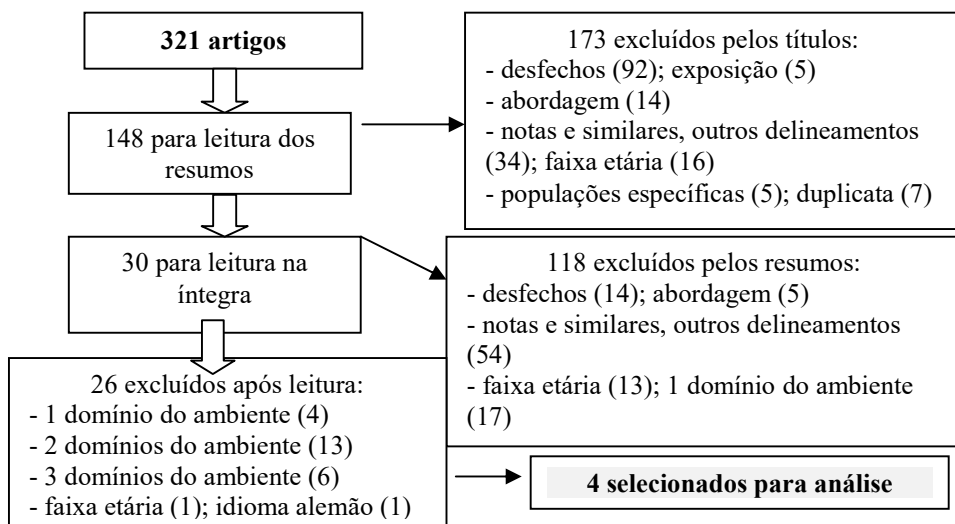 321 artigos
173 excluídos pelos títulos:
- desfechos (92); exposição (5)
- abordagem (14)
- notas e similares, outros delineamentos
(34); faixa etária (16)
- populações específicas (5); duplicata (7)
148 para leitura dos
resumos
30 para leitura na
íntegra
118 excluídos pelos resumos:
- desfechos (14); abordagem (5)
- notas e similares, outros delineamentos
(54)
- faixa etária (13); 1 domínio do ambiente
(17)
26 excluídos após leitura:
- 1 domínio do ambiente (4)
- 2 domínios do ambiente (13)
- 3 domínios do ambiente (6)
- faixa etária (1); idioma alemão (1)
4 selecionados para análise